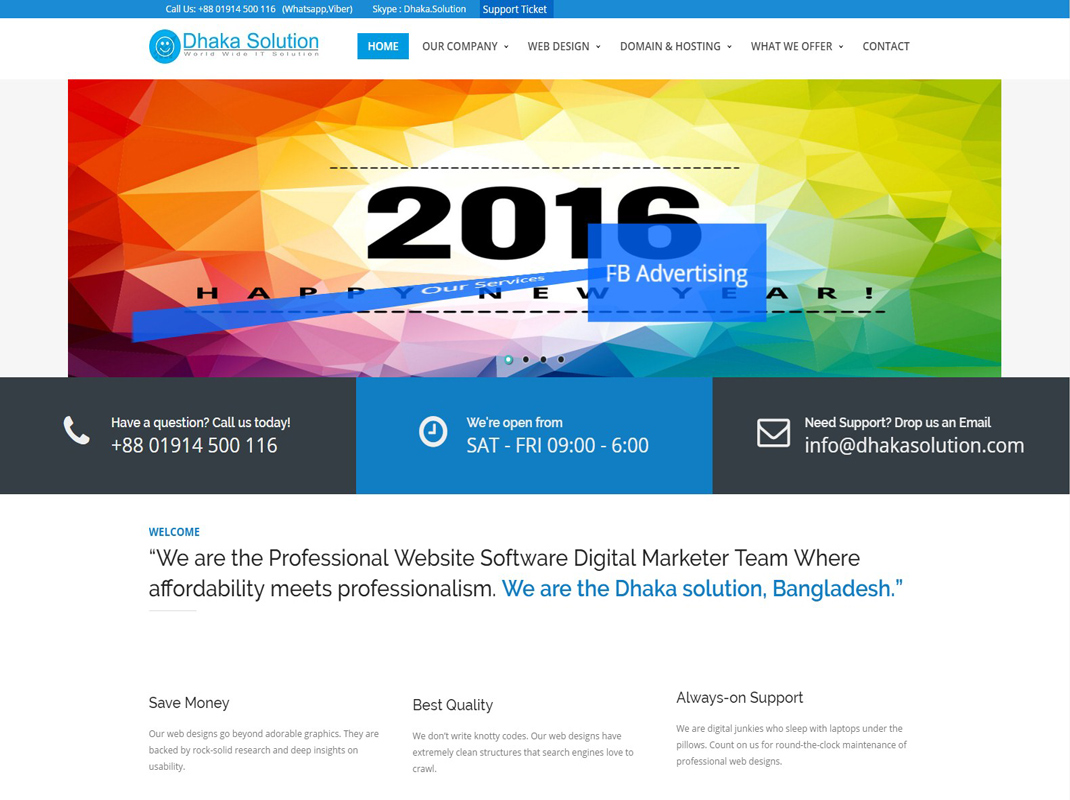 Call Us: +88 01914 500 116 (Whatsapp,Viber) Skype : Dhaka.Solution Support Ticket
Dhaka Solution
World Wide IT Solution
HOME OUR COMPANY WEB DESIGN DOMAIN & HOSTING WHAT WE OFFER CONTACT
2016
Our Services
FB Advertising
HAPPY NEW YEAR!
Have a question? Call us today!
+88 01914 500 116
We're open from
SAT - FRI 09:00 - 6:00
Need Support? Drop us an Email
info@dhakasolution.com
WELCOME
“We are the Professional Website Software Digital Marketer Team Where
affordability meets professionalism. We are the Dhaka solution, Bangladesh.”
Save Money
Our web designs go beyond adorable graphics. They are
backed by rock-solid research and deep insights on
usability.
Best Quality
We don't write knotty codes. Our web designs have
extremely clean structures that search engines love to
crawl.
Always-on Support
We are digital junkies who sleep with laptops under the
pillows. Count on us for round-the-clock maintenance of
professional web designs.